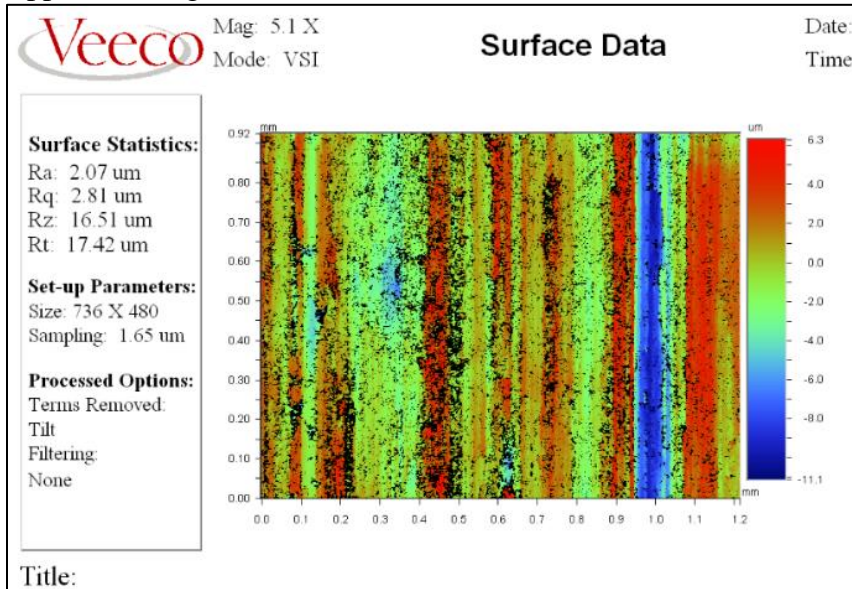 Veeco
Mag: 5.1 X
Mode: VSI
Surface Data
Date:
Time
Surface Statistics:
Ra: 2.07 um
Rq: 2.81 um
Rz: 16.51 um
Rt: 17.42 um
Set-up Parameters:
Size: 736 X 480
Sampling: 1.65 um
Processed Options:
Terms Removed:
Tilt
Filtering:
None
mm
0.92
0.80
0.70
0.60
0.50
0.40
0.30
0.20
0.10
0.00
0.0 0.1 0.2 0.3 0.4 0.5 0.6 0.7 0.8 0.9 1.0 1.1 1.2
mm
um
6.3
4.0
2.0
0.0
-2.0
-4.0
-6.0
-8.0
-11.1
Title: